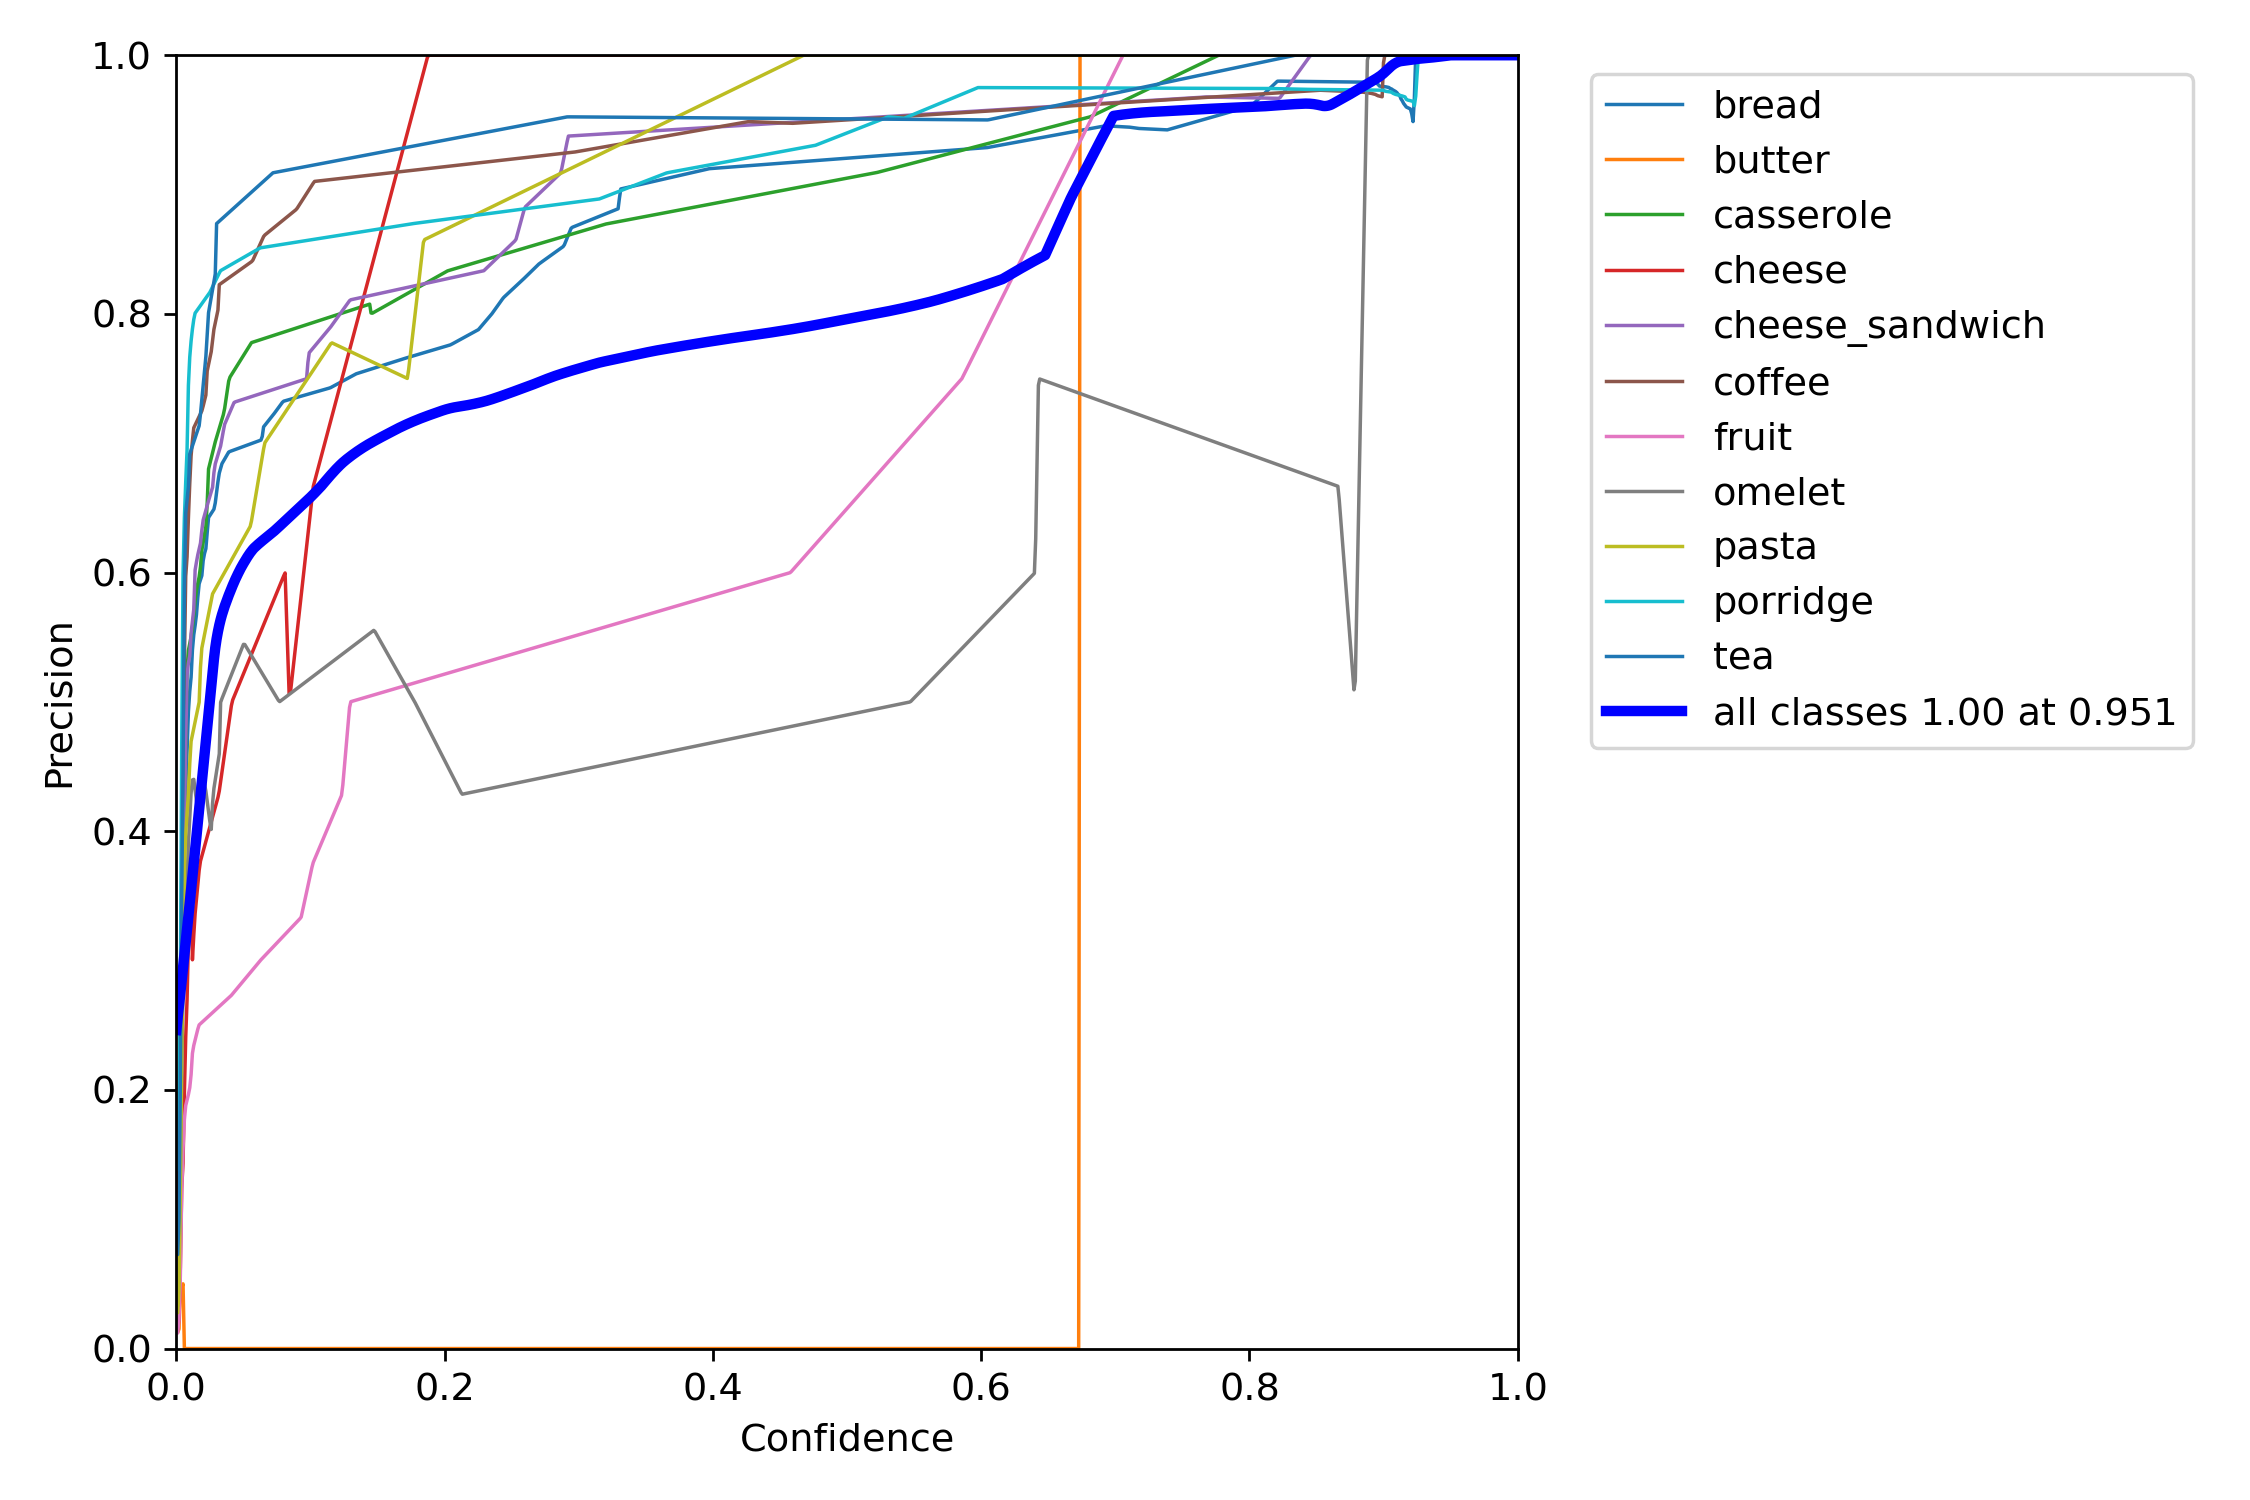 1.0
0.8
0.6
0.4
0.2
0.0
Precision
0.0 0.2 0.4 0.6 0.8 1.0
Confidence
bread
butter
casserole
cheese
cheese_sandwich
coffee
fruit
omelet
pasta
porridge
tea
all classes 1.00 at 0.951